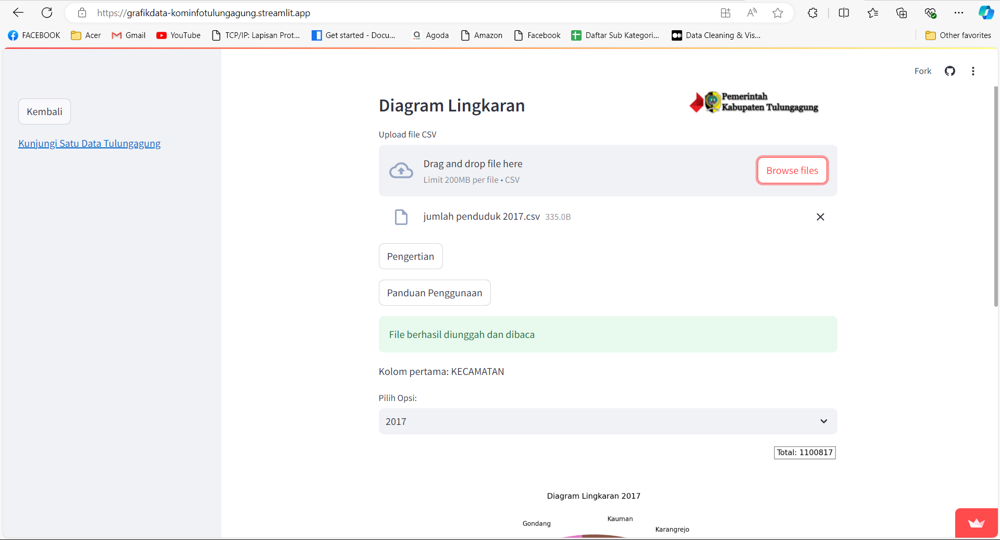 https://grafikdata-kominfotulungagung.streamlit.app
FACEBOOK Acer Gmail YouTube TCP/IP: Lapisan Prot... Get started - Docu... Agoda Amazon Facebook Daftar Sub Kategori... Data Cleaning & Vis... Other favorites
Fork
Kembali
Kunjungi Satu Data Tulungagung
Diagram Lingkaran
Pemerintah
Kabupaten Tulungagung
Upload file CSV
Drag and drop file here
Limit 200MB per file • CSV
Browse files
jumlah penduduk 2017.csv 335.0B
Pengertian
Panduan Penggunaan
File berhasil diunggah dan dibaca
Kolom pertama: KECAMATAN
Pilih Opsi:
2017
Total: 1100817
Diagram Lingkaran 2017
Kauman
Gondang
Karangrejo